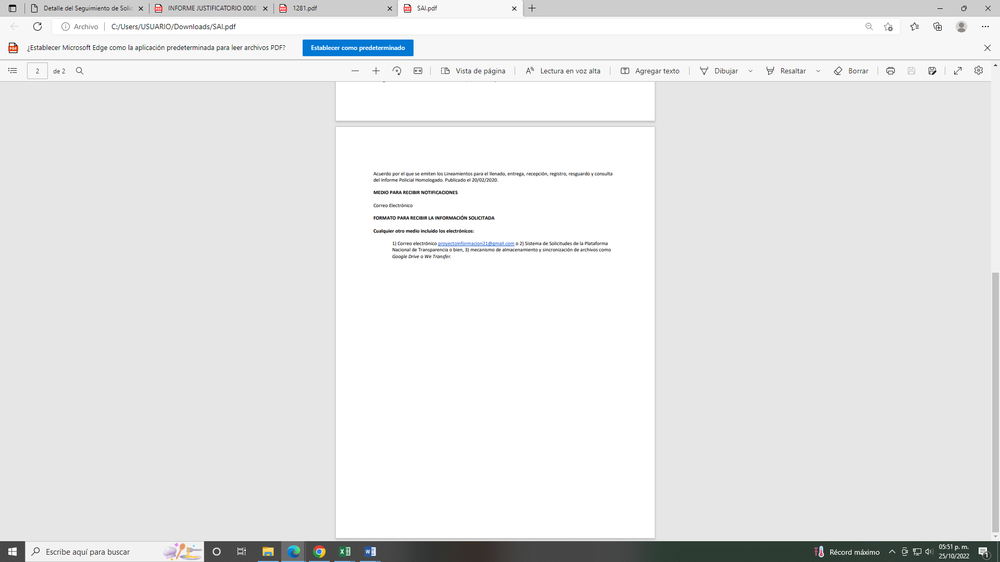 Detalle del Seguimiento de Solic
INFORME JUSTIFICATORIO 0008
1281.pdf
SAI.pdf
Archivo
C:/Users/USUARIO/Downloads/SAI.pdf
¿Establecer Microsoft Edge como la aplicación predeterminada para leer archivos PDF?
Establecer como predeterminado
2 de 2
Vista de página
Lectura en voz alta
Agregar texto
Dibujar
Resaltar
Borrar
Acuerdo por el que se emiten los Lineamientos para el llenado, entrega, recepción, registro, resguardo y consulta
del Informe Policial Homologado. Publicado el 20/02/2020.
MEDIO PARA RECIBIR NOTIFICACIONES
Correo Electrónico
FORMATO PARA RECIBIR LA INFORMACIÓN SOLICITADA
Cualquier otro medio incluido los electrónicos:
1) Correo electrónico proyectoinformacion21@gmail.com o 2) Sistema de Solicitudes de la Plataforma
Nacional de Transparencia o bien, 3) mecanismo de almacenamiento y sincronización de archivos como
Google Drive o We Transfer.
Escribe aquí para buscar
Récord máximo
05:51 p. m.
25/10/2022
1